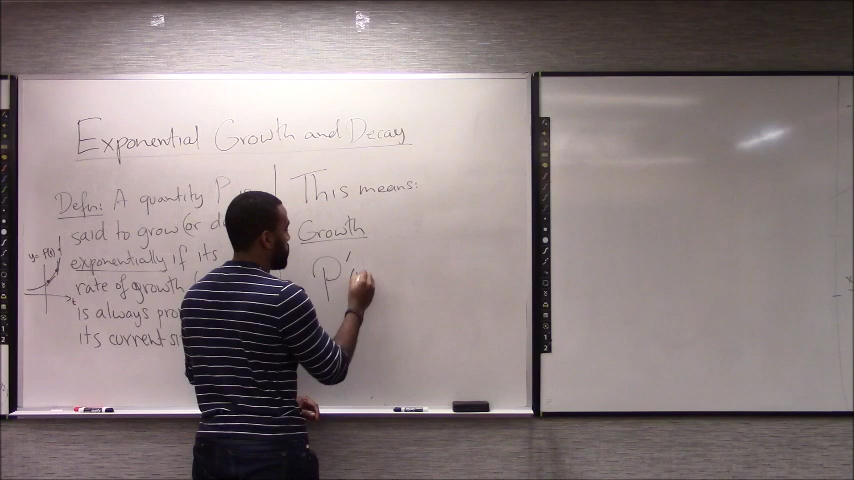 Exponential Growth and Decay
Defn: A quantity P is
said to grow (or d
exponentially if its
rate of growth
is always pro
its current si
y = P(t)
t
This means:
Growth
P'